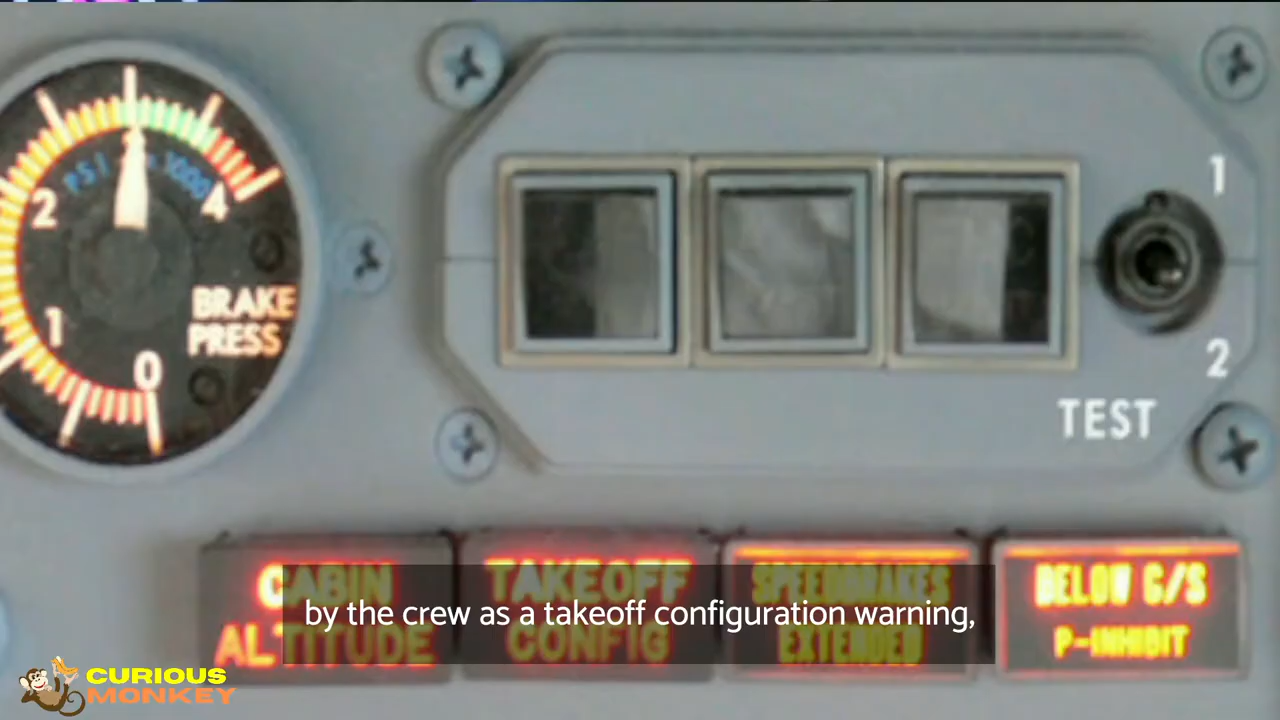 PSI x 1000
2
4
BRAKE
PRESS
1
0
1
2
TEST
CABIN
ALTITUDE
TAKEOFF
CONFIG
SPEEDBRAKES
EXTENDED
BELOW G/S
P-INHIBIT
by the crew as a takeoff configuration warning,
CURIOUS
MONKEY